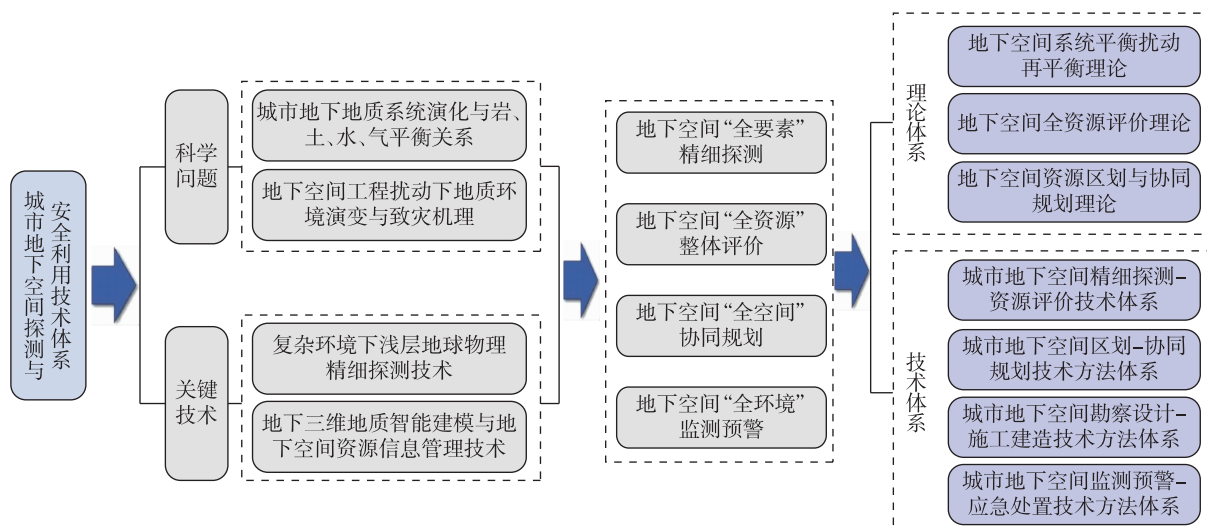 城市地下空间探测与
安全利用技术体系
科学
问题
城市地下地质系统演化与岩、
土、水、气平衡关系
地下空间工程扰动下地质环
境演变与致灾机理
关键
技术
复杂环境下浅层地球物理
精细探测技术
地下三维地质智能建模与地
下空间资源信息管理技术
地下空间“全要素”
精细探测
地下空间“全资源”
整体评价
地下空间“全空间”
协同规划
地下空间“全环境”
监测预警
理论体系
地下空间系统平衡扰动
再平衡理论
地下空间全资源评价理论
地下空间资源区划与协同
规划理论
技术体系
城市地下空间精细探测–
资源评价技术体系
城市地下空间区划–协同
规划技术方法体系
城市地下空间勘察设计–
施工建造技术方法体系
城市地下空间监测预警–
应急处置技术方法体系